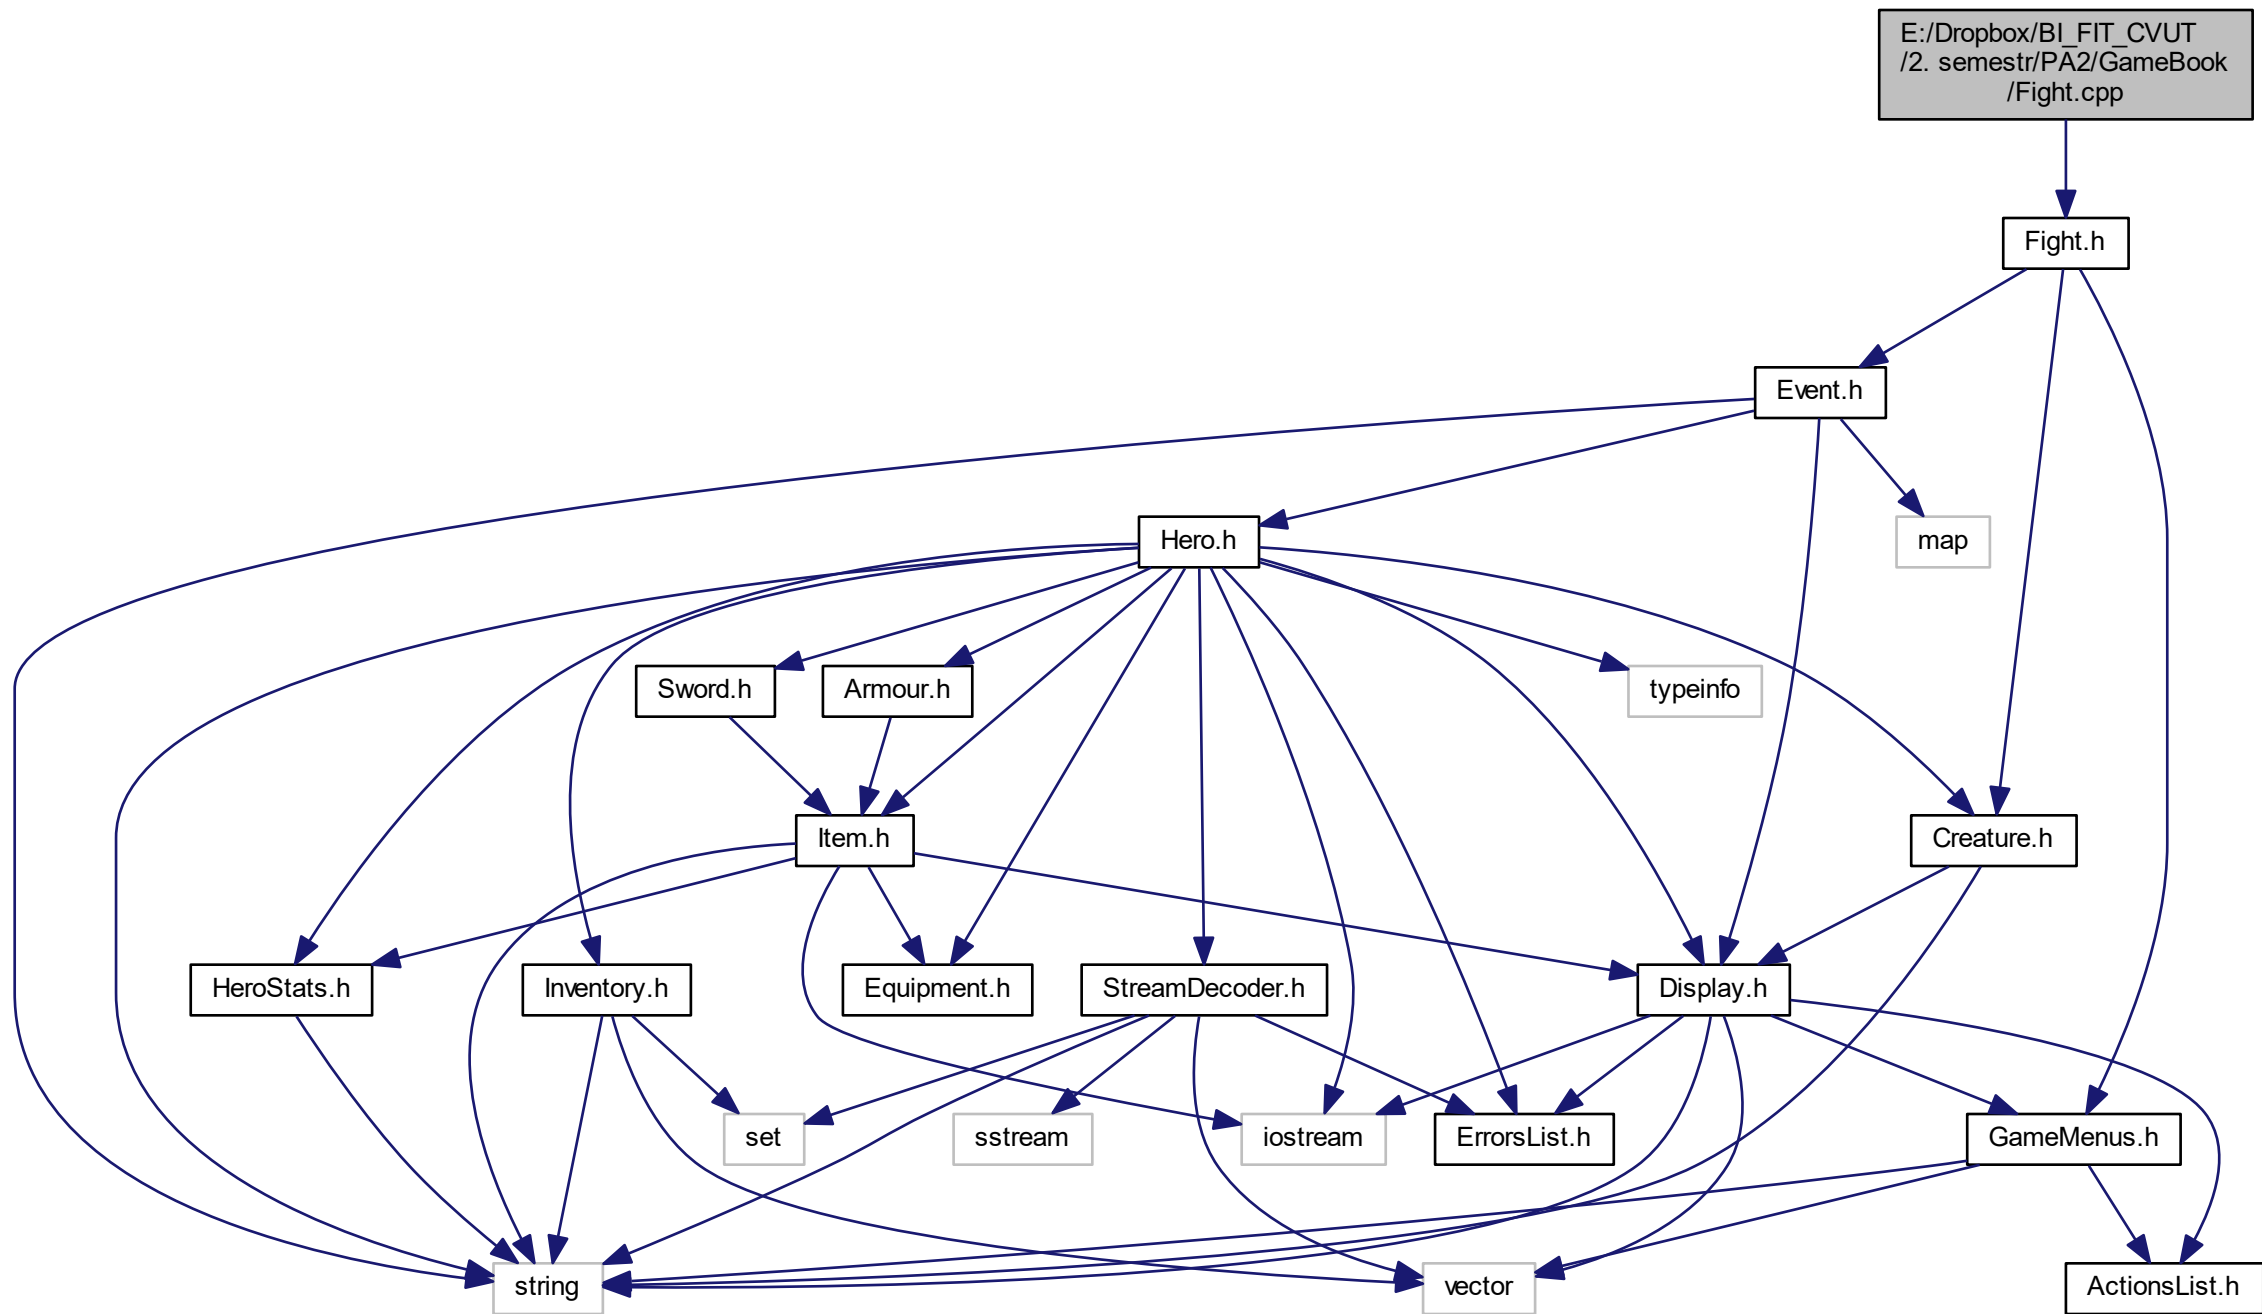 E:/Dropbox/BI_FIT_CVUT
/2. semestr/PA2/GameBook
/Fight.cpp
Fight.h
Event.h
Hero.h
map
Sword.h
Armour.h
typeinfo
Item.h
Creature.h
HeroStats.h
Inventory.h
Equipment.h
StreamDecoder.h
Display.h
set
sstream
iostream
ErrorsList.h
GameMenus.h
string
vector
ActionsList.h